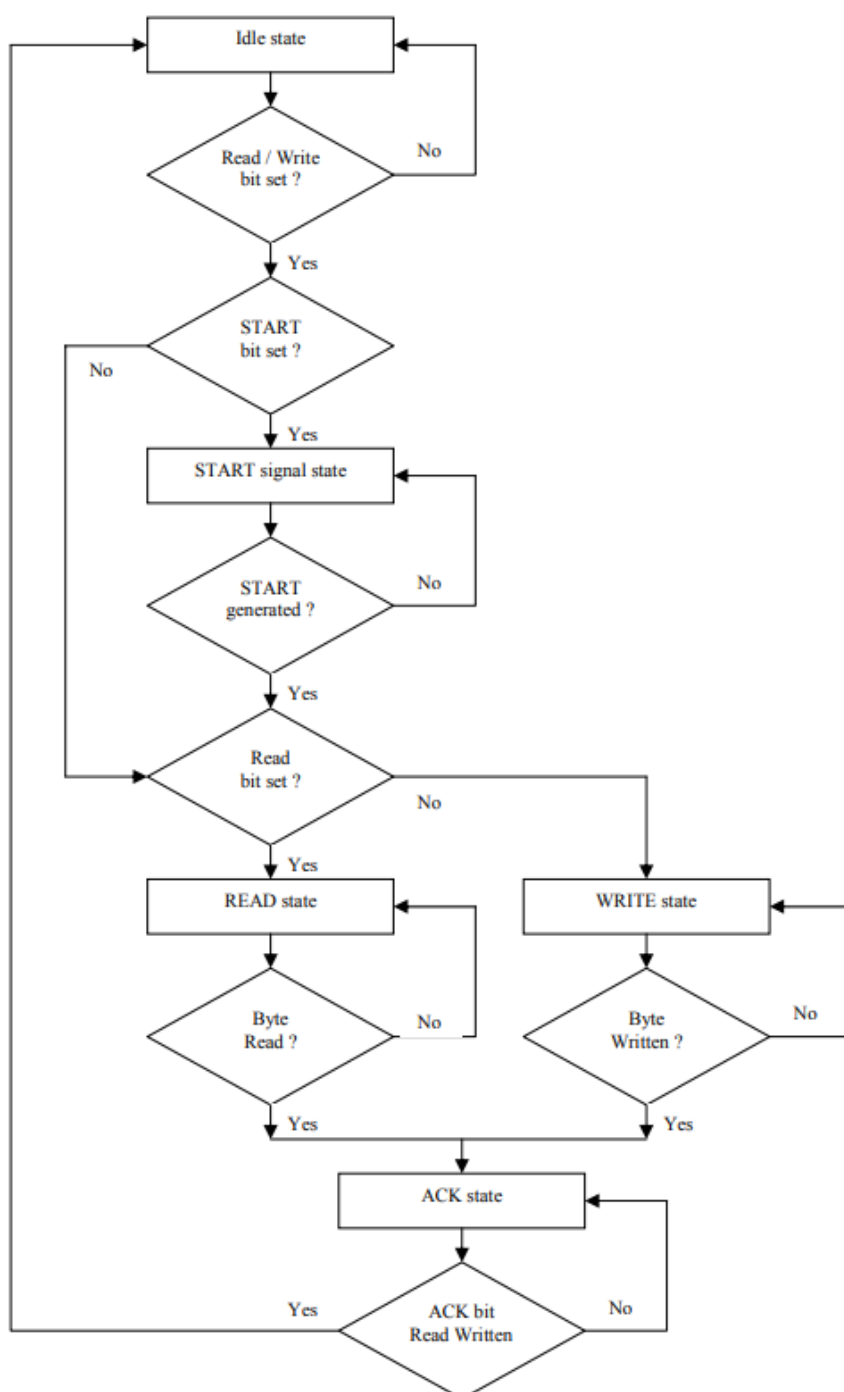 Idle state
Read / Write
bit set ?
No
Yes
START
bit set ?
No
Yes
START signal state
START
generated ?
No
Yes
Read
bit set ?
No
Yes
READ state
WRITE state
Byte
Read ?
No
Byte
Written ?
No
Yes
Yes
ACK state
Yes
ACK bit
Read Written
No